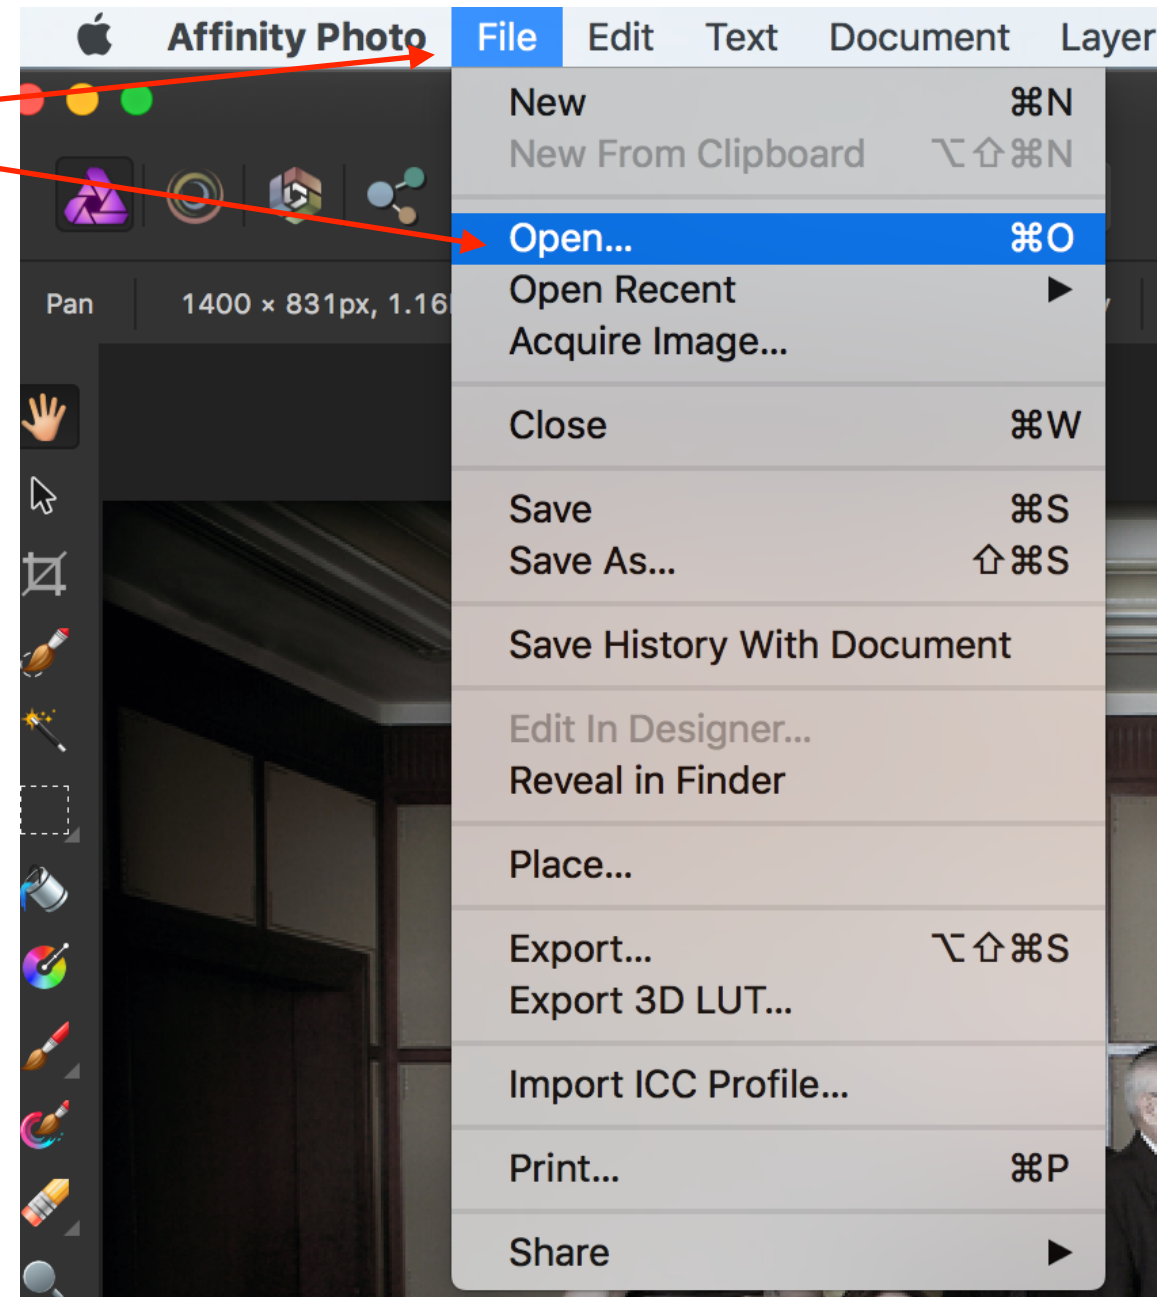 Affinity Photo File Edit Text Document Layer
New ⌘N
New From Clipboard ⌥⇧⌘N
Open... ⌘O
Pan 1400 × 831px, 1.16
Open Recent ▶
Acquire Image...
Close ⌘W
Save ⌘S
Save As... ⇧⌘S
Save History With Document
Edit In Designer...
Reveal in Finder
Place...
Export... ⌥⇧⌘S
Export 3D LUT...
Import ICC Profile...
Print... ⌘P
Share ▶